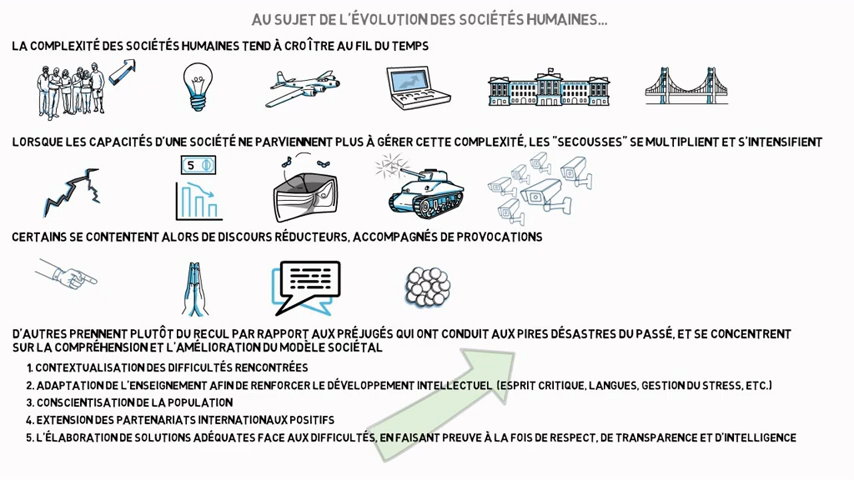 AU SUJET DE L'ÉVOLUTION DES SOCIÉTÉS HUMAINES...
LA COMPLEXITÉ DES SOCIÉTÉS HUMAINES TEND À CROÎTRE AU FIL DU TEMPS
LORSQUE LES CAPACITÉS D'UNE SOCIÉTÉ NE PARVIENNENT PLUS À GÉRER CETTE COMPLEXITÉ, LES "SECOUSSES" SE MULTIPLIENT ET S'INTENSIFIENT
5
CERTAINS SE CONTENTENT ALORS DE DISCOURS RÉDUCTEURS, ACCOMPAGNÉS DE PROVOCATIONS
D'AUTRES PRENNENT PLUTÔT DU RECUL PAR RAPPORT AUX PRÉJUGÉS QUI ONT CONDUIT AUX PIRES DÉSASTRES DU PASSÉ, ET SE CONCENTRENT
SUR LA COMPRÉHENSION ET L'AMÉLIORATION DU MODÈLE SOCIÉTAL
1. CONTEXTUALISATION DES DIFFICULTÉS RENCONTRÉES
2. ADAPTATION DE L'ENSEIGNEMENT AFIN DE RENFORCER LE DÉVELOPPEMENT INTELLECTUEL (ESPRIT CRITIQUE, LANGUES, GESTION DU STRESS, ETC.)
3. CONSCIENTISATION DE LA POPULATION
4. EXTENSION DES PARTENARIATS INTERNATIONAUX POSITIFS
5. L'ÉLABORATION DE SOLUTIONS ADÉQUATES FACE AUX DIFFICULTÉS, EN FAISANT PREUVE À LA FOIS DE RESPECT, DE TRANSPARENCE ET D'INTELLIGENCE